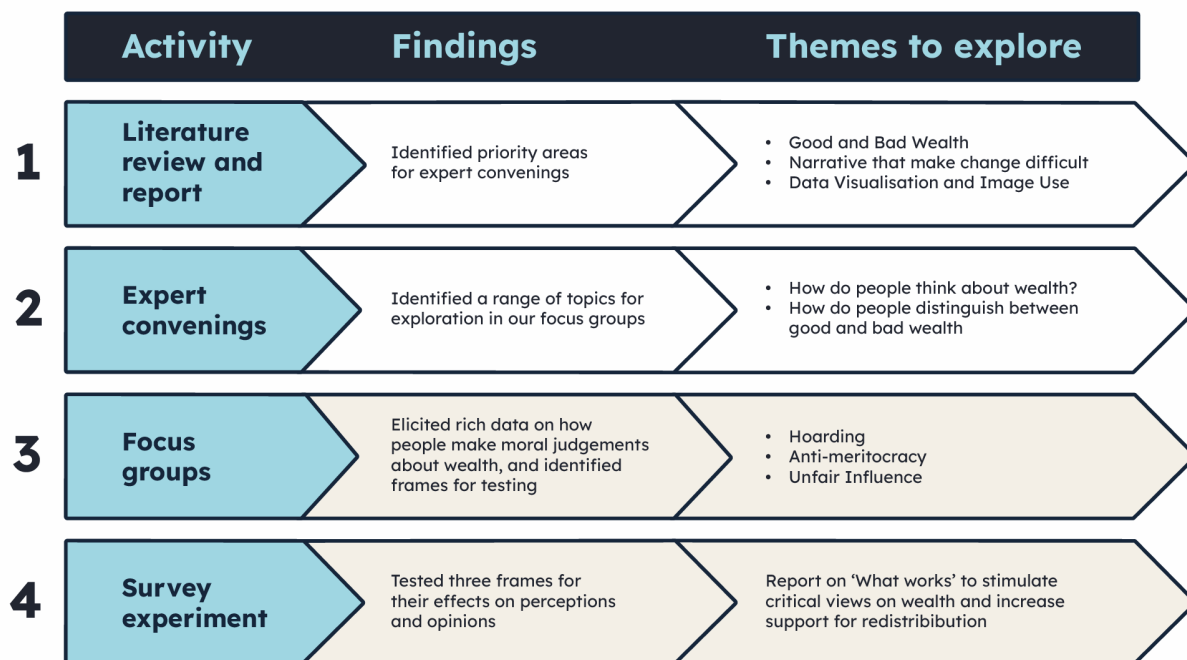 Activity
Findings
Themes to explore
1
Literature
review and
report
Identified priority areas
for expert convenings
• Good and Bad Wealth
• Narrative that make change difficult
• Data Visualisation and Image Use
2
Expert
convenings
Identified a range of topics for
exploration in our focus groups
• How do people think about wealth?
• How do people distinguish between
good and bad wealth
3
Focus
groups
Elicited rich data on how
people make moral judgements
about wealth, and identified
frames for testing
• Hoarding
• Anti-meritocracy
• Unfair Influence
4
Survey
experiment
Tested three frames for
their effects on perceptions
and opinions
Report on ‘What works’ to stimulate
critical views on wealth and increase
support for redistribibution